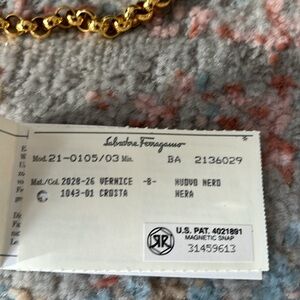 Salvatore Ferragamo
Mod. 21-0105/03 Mis. BA 2136029
Mat./Col. 2028-26 VERNICE -8- NUOVO NERO
1043-01 CROSTA NERA
U.S. PAT. 4021891
MAGNETIC SNAP
31459613